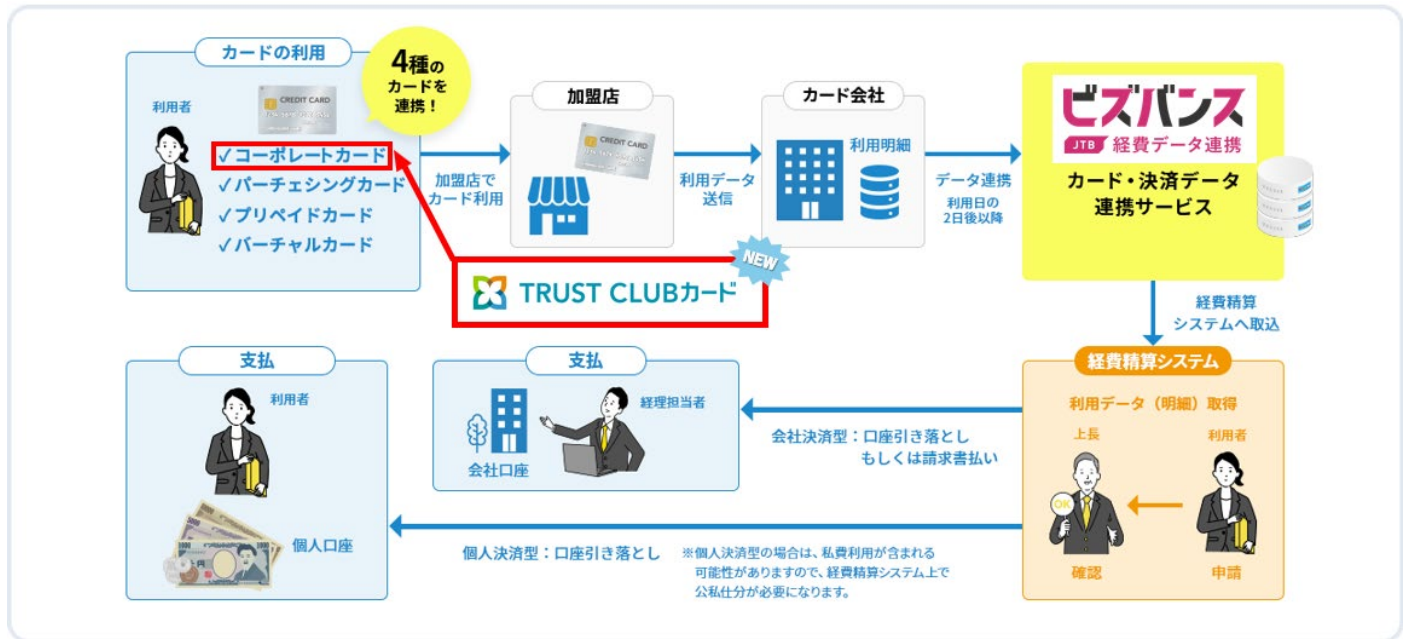 カードの利用
4種の
カードを
連携！
利用者
CREDIT CARD
✓コーポレートカード
✓パーチェシングカード
✓プリペイドカード
✓バーチャルカード
加盟店で
カード利用
加盟店
CREDIT CARD
利用データ
送信
カード会社
利用明細
データ連携
利用日の
2日後以降
ビズバンス
JTB 経費データ連携
カード・決済データ
連携サービス
NEW
TRUST CLUBカード
経費精算
システムへ取込
支払
利用者
個人口座
支払
経理担当者
会社口座
会社決済型：口座引き落とし
もしくは請求書払い
個人決済型：口座引き落とし
※個人決済型の場合は、私費利用が含まれる
可能性がありますので、経費精算システム上で
公私仕分が必要になります。
経費精算システム
利用データ（明細）取得
上長
利用者
OK
確認
申請